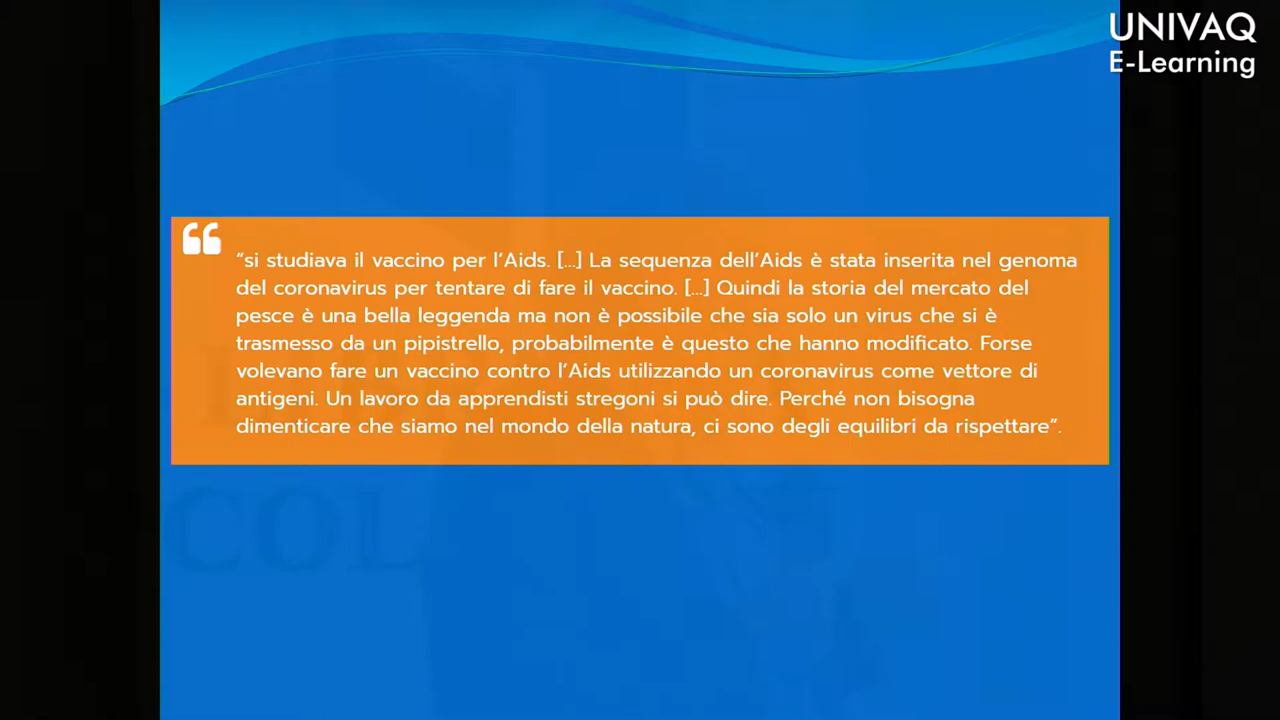 UNIVAQ
E-Learning
“si studiava il vaccino per l’Aids. [...] La sequenza dell’Aids è stata inserita nel genoma
del coronavirus per tentare di fare il vaccino. [...] Quindi la storia del mercato del
pesce è una bella leggenda ma non è possibile che sia solo un virus che si è
trasmesso da un pipistrello, probabilmente è questo che hanno modificato. Forse
volevano fare un vaccino contro l’Aids utilizzando un coronavirus come vettore di
antigeni. Un lavoro da apprendisti stregoni si può dire. Perché non bisogna
dimenticare che siamo nel mondo della natura, ci sono degli equilibri da rispettare”.
COL